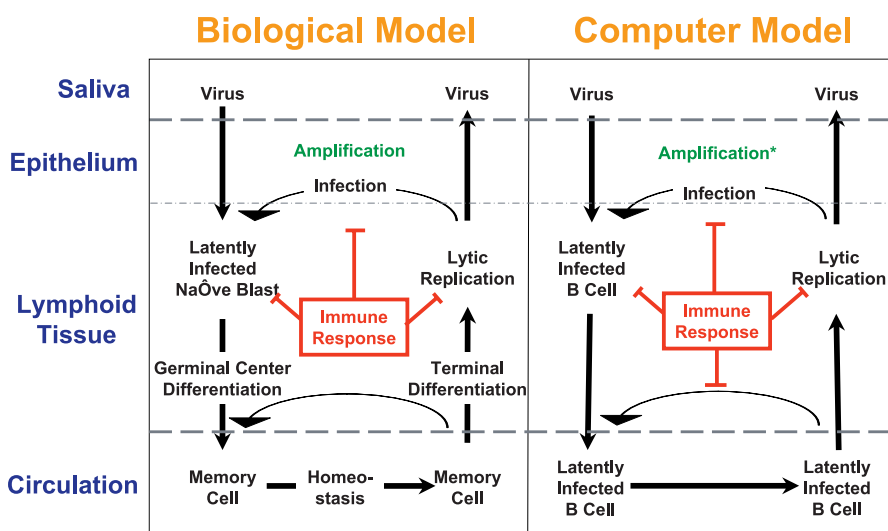 Biological Model
Computer Model
Saliva
Virus
Virus
Virus
Virus
Epithelium
Amplification
Infection
Amplification*
Infection
Lymphoid
Tissue
Latently
Infected
NaÔve Blast
Lytic
Replication
Immune
Response
Germinal Center
Differentiation
Terminal
Differentiation
Latently
Infected
B Cell
Lytic
Replication
Immune
Response
Circulation
Memory
Cell
Homeo-
stasis
Memory
Cell
Latently
Infected
B Cell
Latently
Infected
B Cell